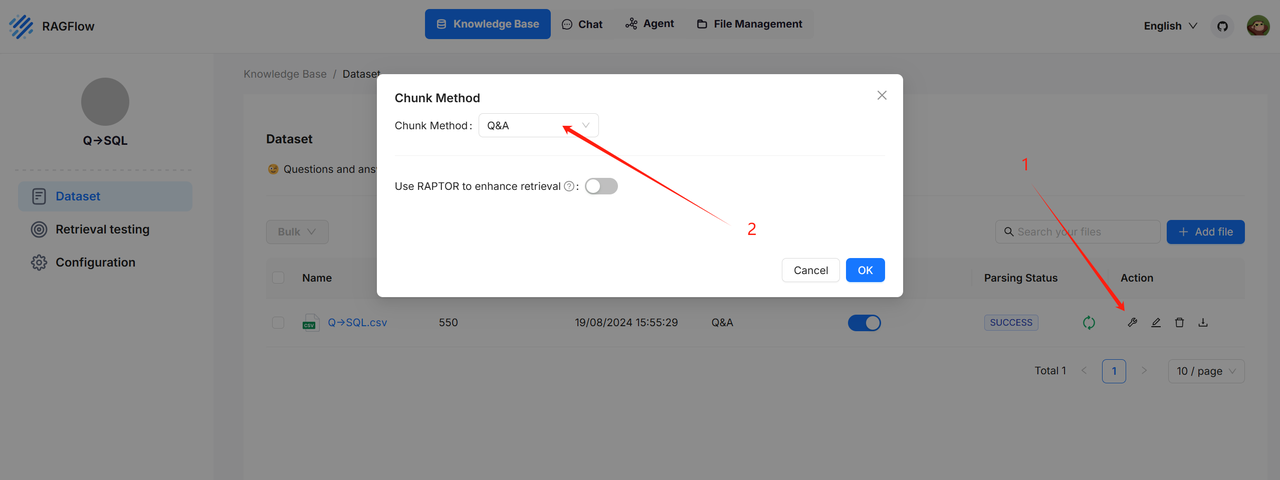 RAGFlow
Knowledge Base
Chat
Agent
File Management
English
Knowledge Base / Dataset
Q→SQL
Dataset
Retrieval testing
Configuration
Dataset
Questions and ans
Chunk Method
Chunk Method : Q&A
Use RAPTOR to enhance retrieval ? :
Cancel
OK
1
2
Bulk
Search your files
+ Add file
Name
Parsing Status
Action
CSV
Q→SQL.csv
550
19/08/2024 15:55:29
Q&A
SUCCESS
Total 1
1
10 / page